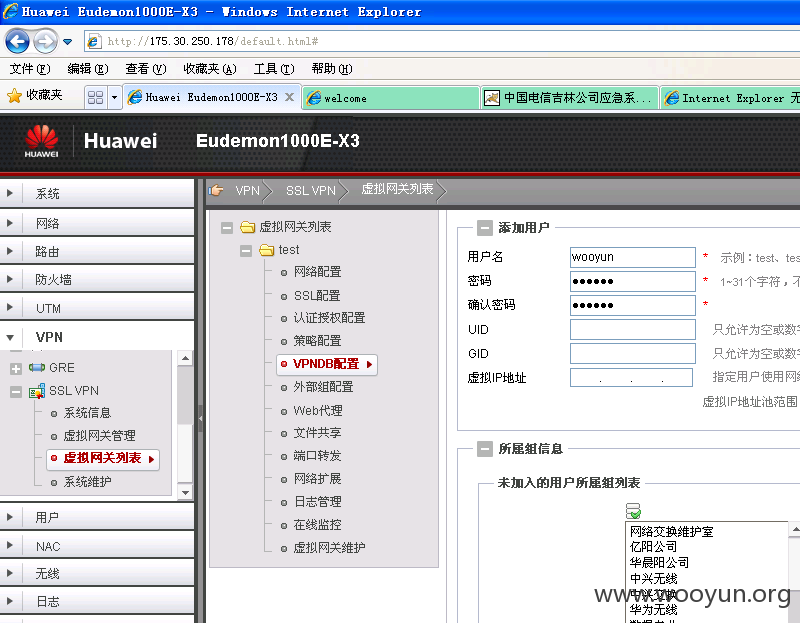 Huawei Eudemon1000E-X3 - Windows Internet Explorer
http://175.30.250.178/default.html#
文件(F) 编辑(E) 查看(V) 收藏夹(A) 工具(T) 帮助(H)
收藏夹 Huawei Eudemon1000E-X3 welcome 中国电信吉林公司应急系... Internet Explorer 无
HUAWEI Huawei Eudemon1000E-X3
VPN SSL VPN 虚拟网关列表
系统
网络
路由
防火墙
UTM
VPN
GRE
SSL VPN
系统信息
虚拟网关管理
虚拟网关列表
系统维护
用户
NAC
无线
日志
虚拟网关列表
test
网络配置
SSL配置
认证授权配置
策略配置
VPNDB配置
外部组配置
Web代理
文件共享
端口转发
网络扩展
日志管理
在线监控
虚拟网关维护
添加用户
用户名 wooyun * 示例：test、tes
密码 ●●●●●● * 1~31个字符，不
确认密码 ●●●●●● *
UID 只允许为空或数字
GID 只允许为空或数字
虚拟IP地址 . . . 指定用户使用网络
虚拟IP地址池范围
所属组信息
未加入的用户所属组列表
网络交换维护室
亿阳公司
华晨阳公司
中兴无线
中兴交换
华为无线
www.wooyun.org